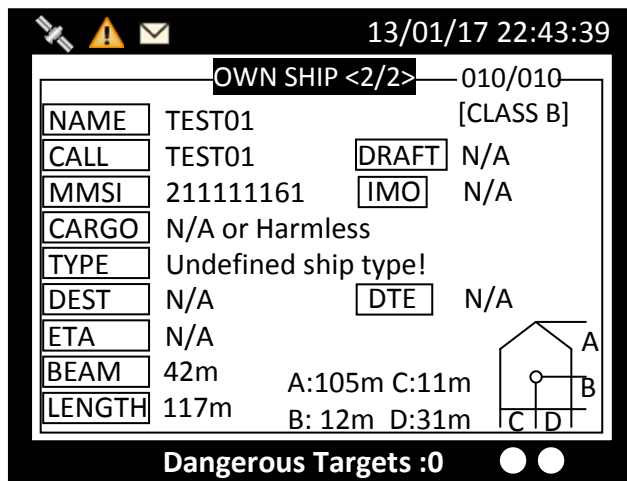 13/01/17 22:43:39
OWN SHIP <2/2> 010/010
[CLASS B]
NAME TEST01
CALL TEST01 DRAFT N/A
MMSI 211111161 IMO N/A
CARGO N/A or Harmless
TYPE Undefined ship type!
DEST N/A DTE N/A
ETA N/A
BEAM 42m
LENGTH 117m
A:105m C:11m
B: 12m D:31m
A
B
C D
Dangerous Targets :0